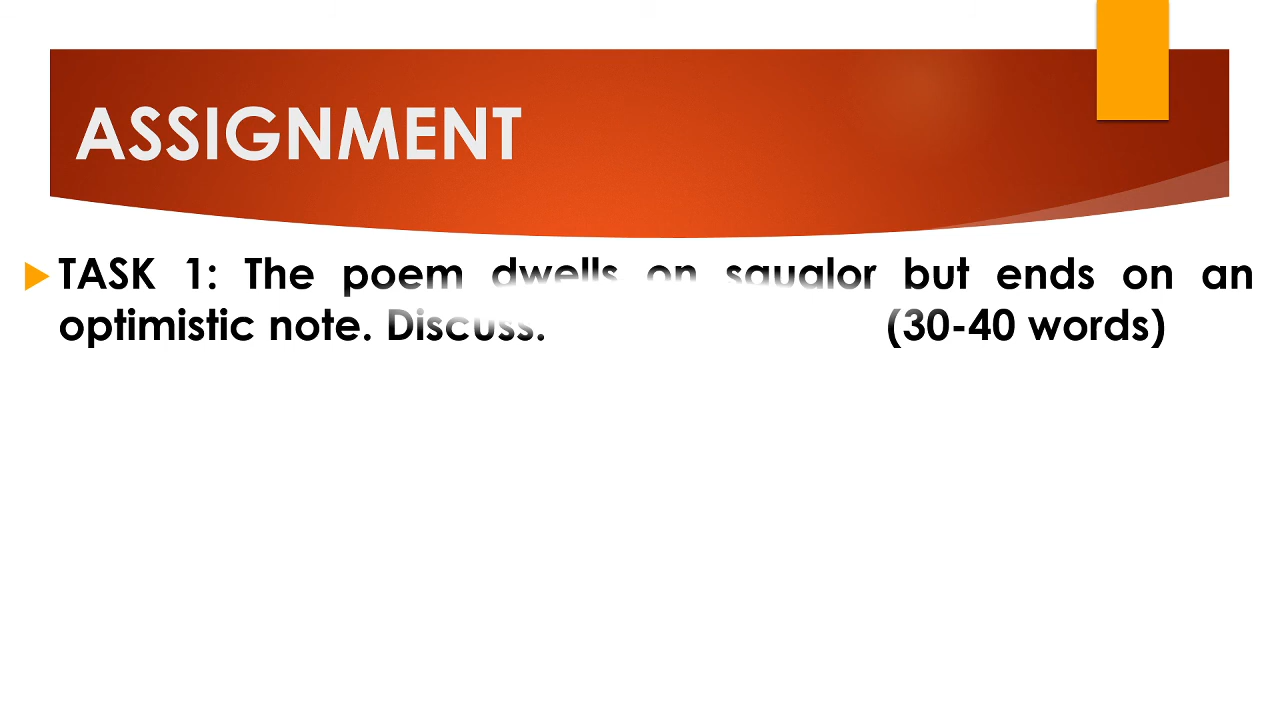 ASSIGNMENT
TASK 1: The poem dwells on squalor but ends on an
optimistic note. Discuss. (30-40 words)